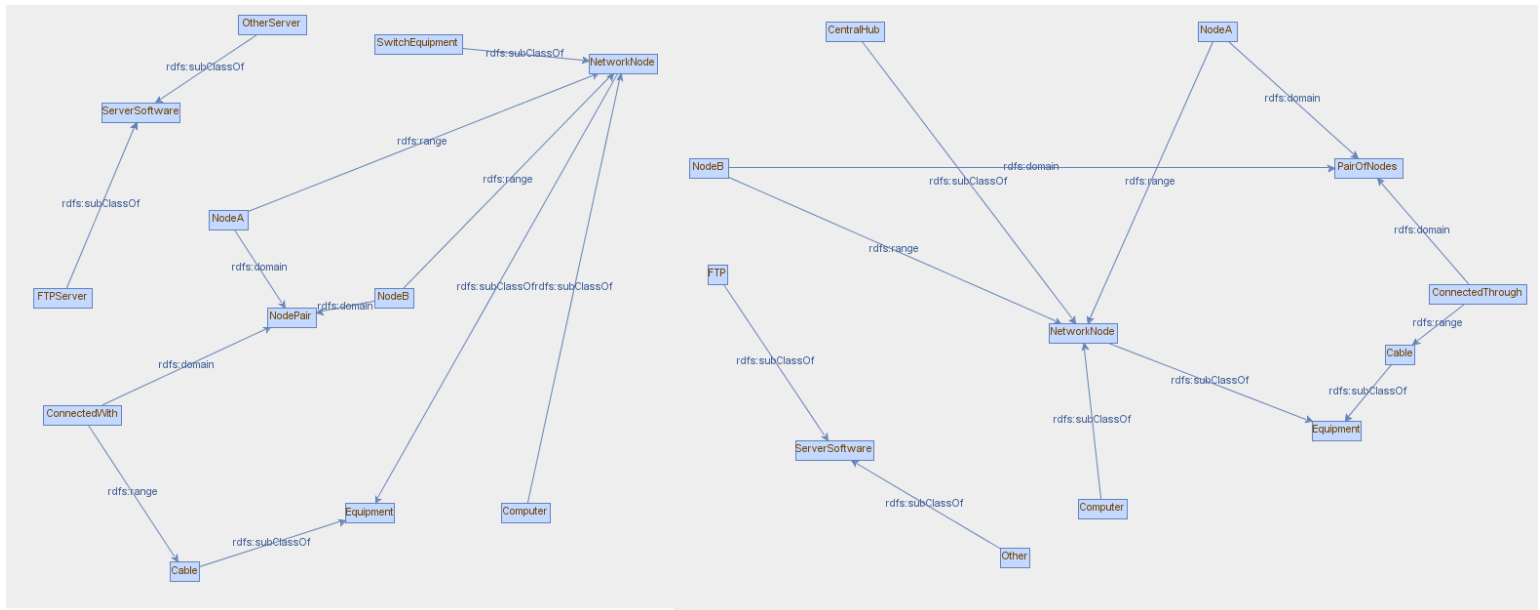 OtherServer
SwitchEquipment
rdfs:subClassOf
NetworkNode
rdfs:subClassOf
ServerSoftware
rdfs:range
rdfs:range
rdfs:subClassOf
NodeA
rdfs:domain
rdfs:subClassOf
rdfs:subClassOf
FTPServer
NodeB
rdfs:domain
NodePair
rdfs:domain
ConnectedWith
rdfs:range
Equipment
Computer
rdfs:subClassOf
Cable
CentralHub
NodeA
rdfs:domain
NodeB
rdfs:domain
PairOfNodes
rdfs:subClassOf
rdfs:range
rdfs:domain
rdfs:range
FTP
ConnectedThrough
rdfs:range
NetworkNode
Cable
rdfs:subClassOf
rdfs:subClassOf
rdfs:subClassOf
Equipment
rdfs:subClassOf
ServerSoftware
rdfs:subClassOf
Computer
Other